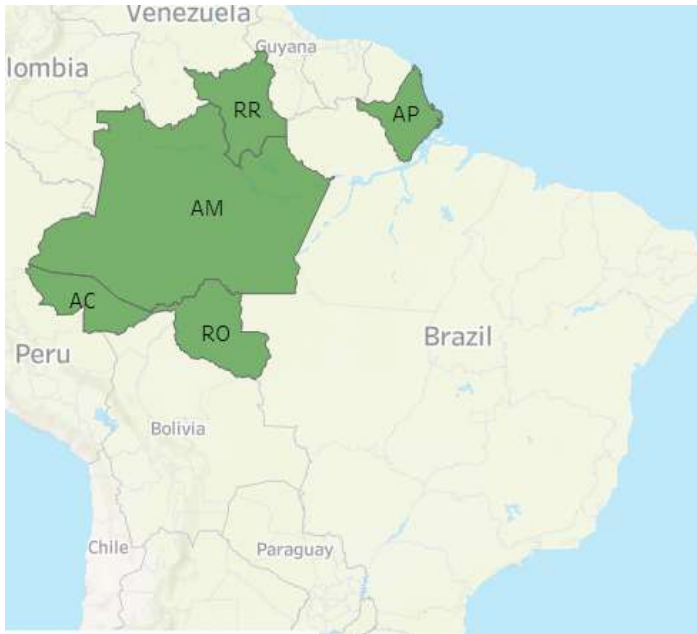 Venezuela
Guyana
lombia
RR
AP
AM
AC
RO
Brazil
Peru
Bolivia
Chile
Paraguay